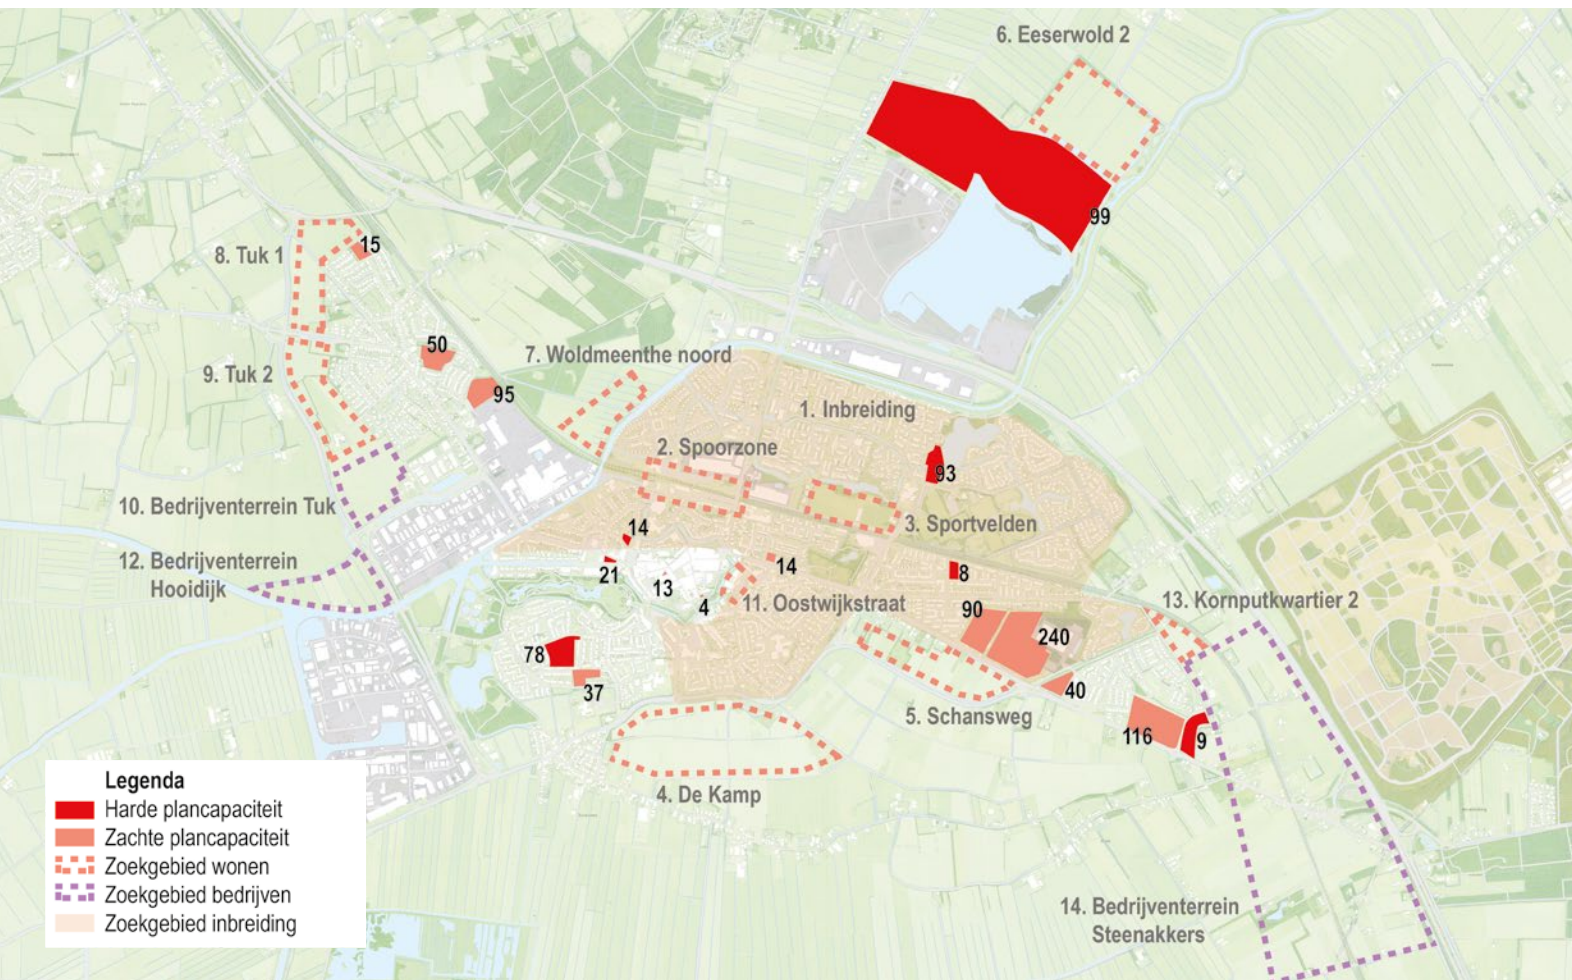 6. Eeserwold 2
99
8. Tuk 1
15
50
9. Tuk 2
7. Woldmeenthe noord
95
1. Inbreiding
2. Spoorzone
93
10. Bedrijventerrein Tuk
3. Sportvelden
14
12. Bedrijventerrein
Hooidijk
21
13
14
8
4
11. Oostwijkstraat
90
13. Kornputkwartier 2
240
78
37
40
5. Schansweg
116
9
4. De Kamp
Legenda
Harde plancapaciteit
Zachte plancapaciteit
Zoekgebied wonen
Zoekgebied bedrijven
Zoekgebied inbreiding
14. Bedrijventerrein
Steenakkers